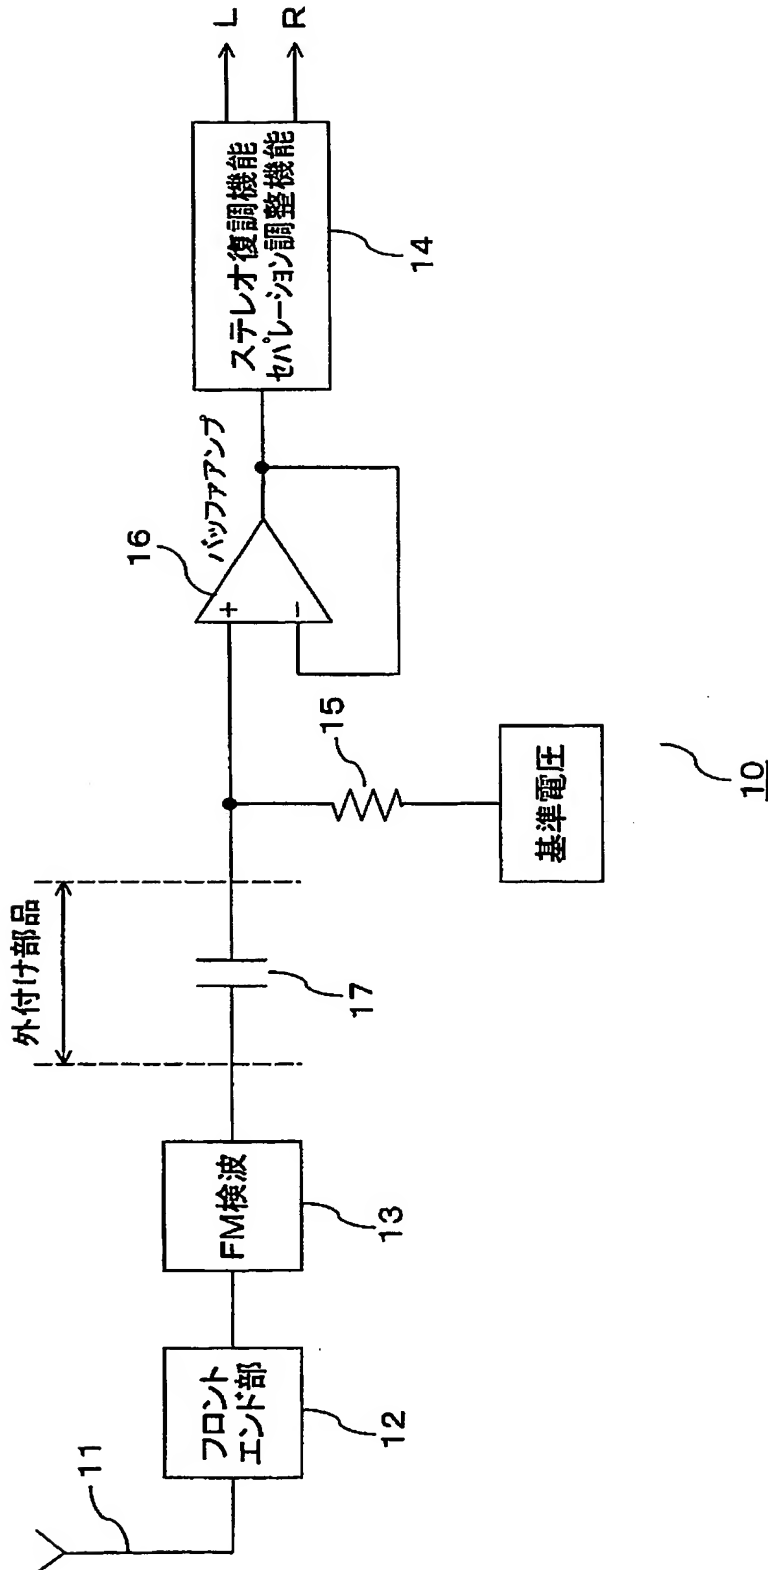 11
フロント
エンド部
12
FM検波
13
外付け部品
17
15
基準電圧
16
バッファアンプ
+
−
ステレオ復調機能
セパレーション調整機能
14
L
R
10